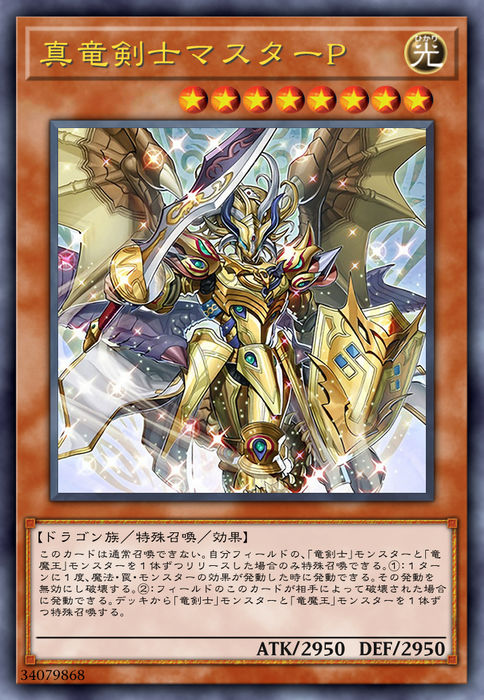 真竜剣士マスターP
ひかり
光
【ドラゴン族／特殊召喚／効果】
このカードは通常召喚できない。自分フィールドの、「竜剣士」モンスターと「竜
魔王」モンスターを１体ずつリリースした場合のみ特殊召喚できる。①：１ター
ンに１度、魔法・罠・モンスターの効果が発動した時に発動できる。その発動を
無効にし破壊する。②：フィールドのこのカードが相手によって破壊された場合
に発動できる。デッキから「竜剣士」モンスターと「竜魔王」モンスターを１体ず
つ特殊召喚する。
ATK/2950 DEF/2950
34079868